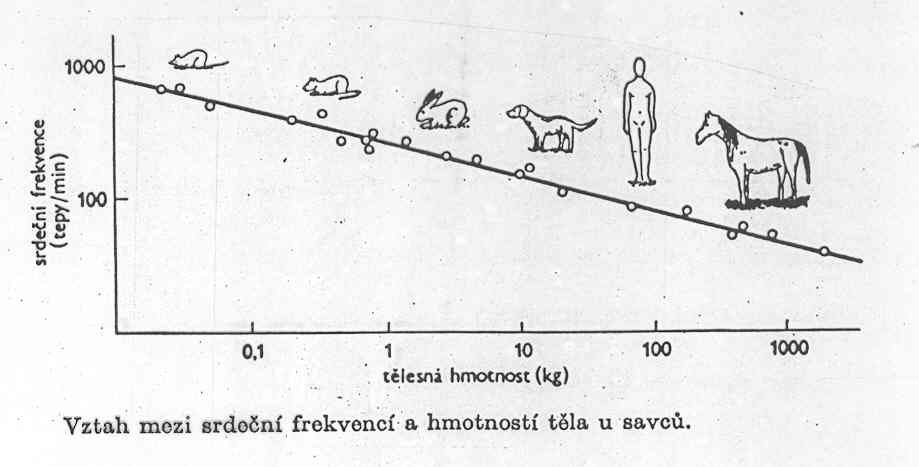 1000
100
srdeční frekvence
(tepy/min)
0,1 1 10 100 1000
tělesná hmotnost (kg)
Vztah mezi srdeční frekvencí a hmotností těla u savců.